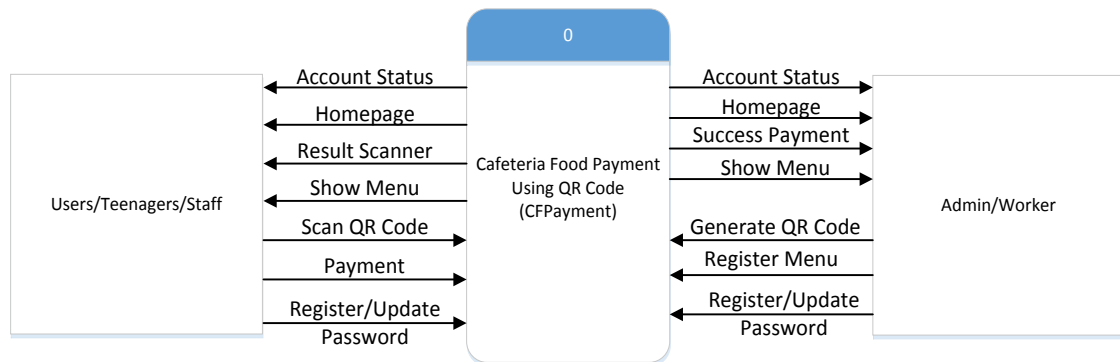 0
Account Status
Homepage
Result Scanner
Show Menu
Scan QR Code
Payment
Register/Update
Password
Users/Teenagers/Staff
Cafeteria Food Payment
Using QR Code
(CFPayment)
Account Status
Homepage
Success Payment
Show Menu
Generate QR Code
Register Menu
Register/Update
Password
Admin/Worker